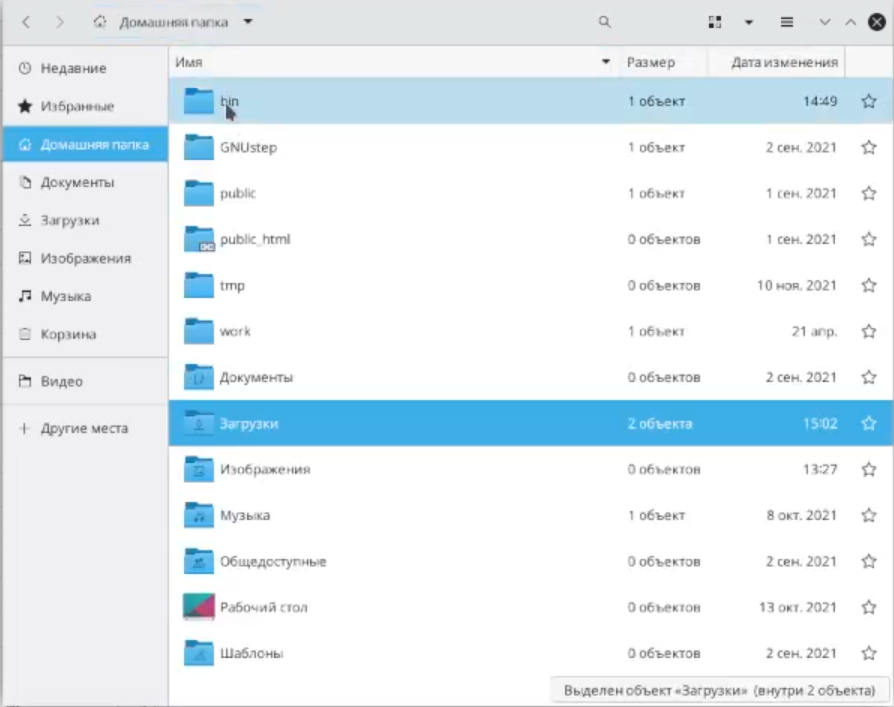 Домашняя папка
Недавние
Избранные
Домашняя папка
Документы
Загрузки
Изображения
Музыка
Корзина
Видео
Другие места
Имя Размер Дата изменения
bin 1 объект 14:49
GNUstep 1 объект 2 сен. 2021
public 1 объект 1 сен. 2021
public_html 0 объектов 1 сен. 2021
tmp 0 объектов 10 ноя. 2021
work 1 объект 21 апр.
Документы 0 объектов 2 сен. 2021
Загрузки 2 объекта 15:02
Изображения 0 объектов 13:27
Музыка 1 объект 8 окт. 2021
Общедоступные 0 объектов 2 сен. 2021
Рабочий стол 0 объектов 13 окт. 2021
Шаблоны 0 объектов 2 сен. 2021
Выделен объект «Загрузки» (внутри 2 объекта)